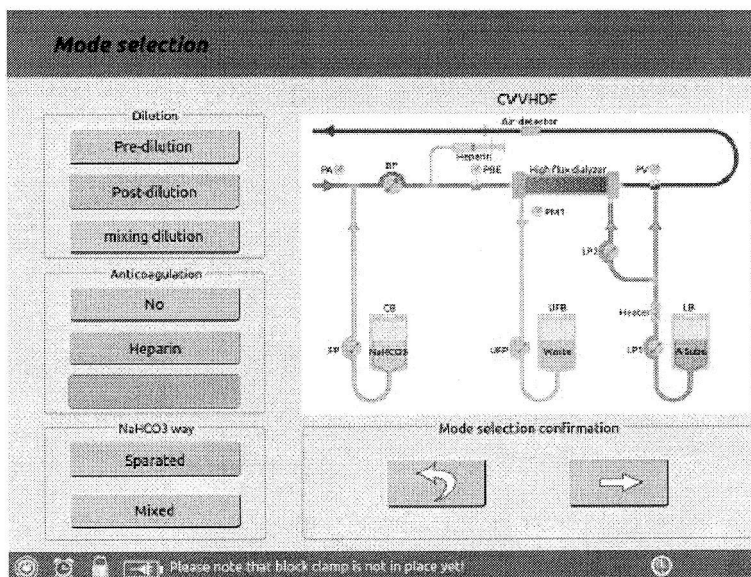 Mode selection
Dilution
Pre-dilution
Post-dilution
mixing dilution
Anticoagulation
No
Heparin
NaHCO3 way
Sparated
Mixed
CVVHDF
Air detector
Heparin
PA
BP
PBE
High flux dialyzer
PV
PM1
LP2
Heater
CB
UFB
LB
FP
NaHCO3
UFP
Waste
LP1
A Subs
Mode selection confirmation
Please note that block clamp is not in place yet!